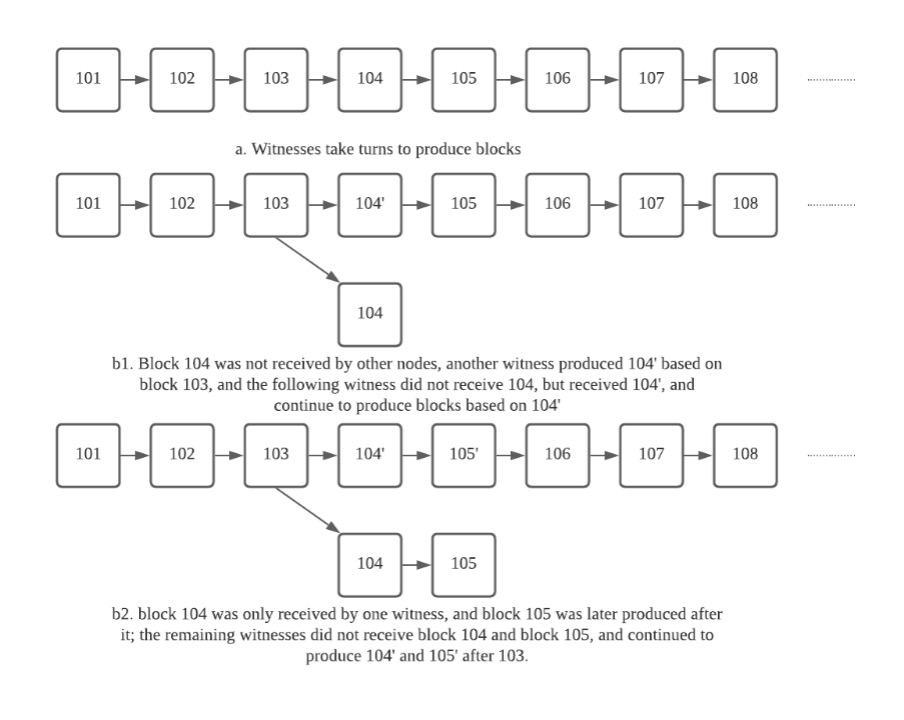 101 102 103 104 105 106 107 108
a. Witnesses take turns to produce blocks
101 102 103 104' 105 106 107 108
104
b1. Block 104 was not received by other nodes, another witness produced 104' based on
block 103, and the following witness did not receive 104, but received 104', and
continue to produce blocks based on 104'
101 102 103 104' 105' 106 107 108
104 105
b2. block 104 was only received by one witness, and block 105 was later produced after
it; the remaining witnesses did not receive block 104 and block 105, and continued to
produce 104' and 105' after 103.